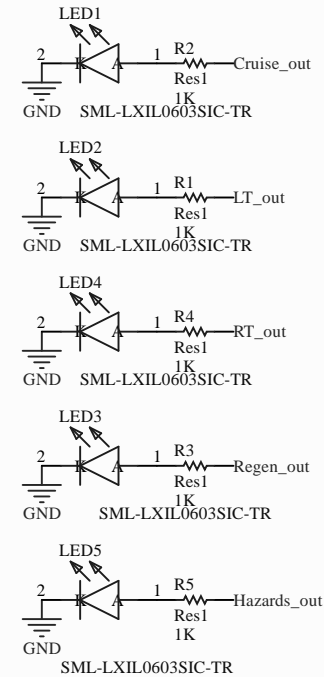 LED1
2 K A 1 R2 Cruise_out
Res1
1K
GND SML-LXIL0603SIC-TR
LED2
2 K A 1 R1 LT_out
Res1
1K
GND SML-LXIL0603SIC-TR
LED4
2 K A 1 R4 RT_out
Res1
1K
GND SML-LXIL0603SIC-TR
LED3
2 K A 1 R3 Regen_out
Res1
1K
GND SML-LXIL0603SIC-TR
LED5
2 K A 1 R5 Hazards_out
Res1
1K
GND
SML-LXIL0603SIC-TR